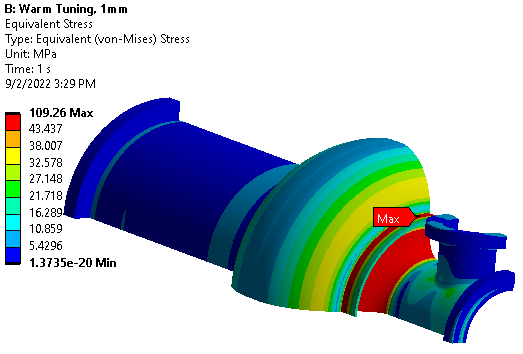 B: Warm Tuning, 1mm
Equivalent Stress
Type: Equivalent (von-Mises) Stress
Unit: MPa
Time: 1 s
9/2/2022 3:29 PM
109.26 Max
43.437
38.007
32.578
27.148
21.718
16.289
10.859
5.4296
1.3735e-20 Min
Max